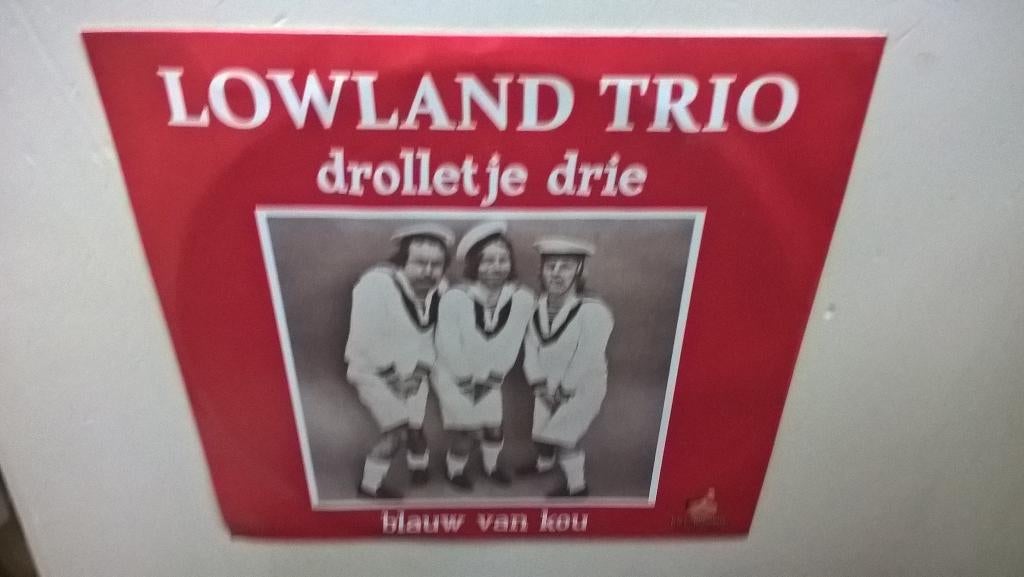 LOWLAND TRIO
drolletje drie
blauw van kou